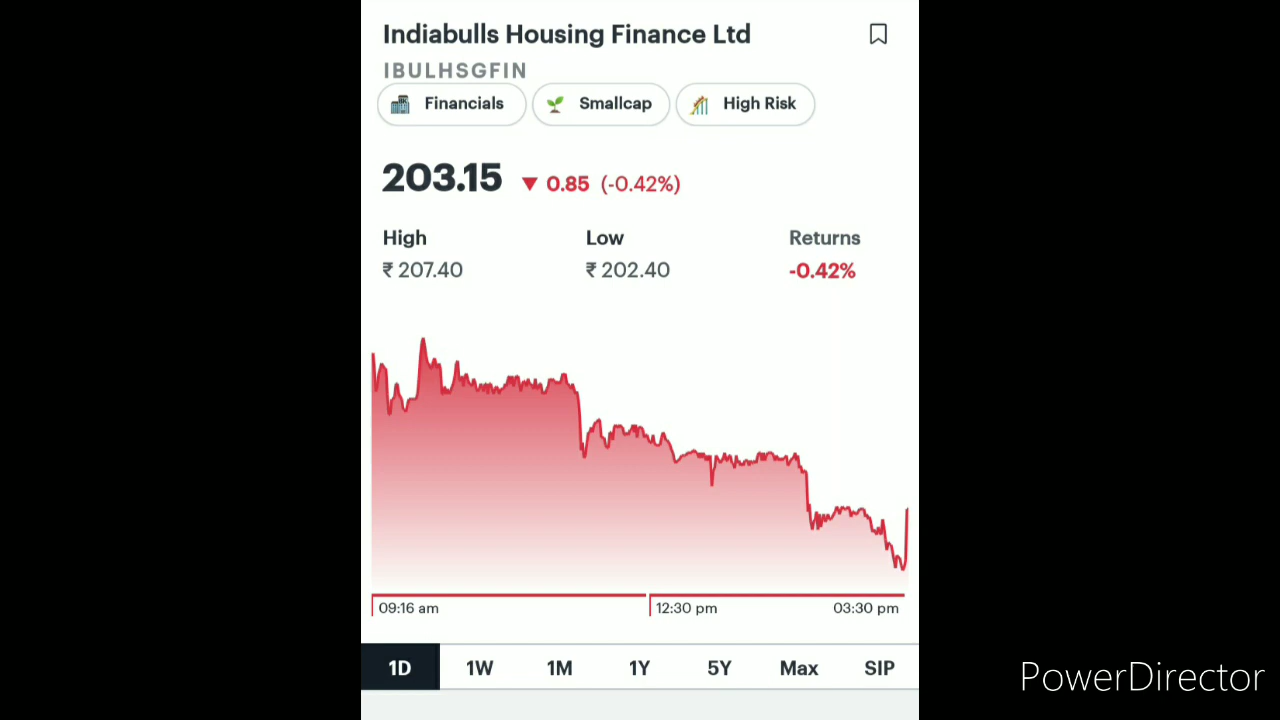 Indiabulls Housing Finance Ltd
IBULHSGFIN
Financials Smallcap High Risk
203.15 ▼ 0.85 (-0.42%)
High Low Returns
₹ 207.40 ₹ 202.40 -0.42%
09:16 am 12:30 pm 03:30 pm
1D 1W 1M 1Y 5Y Max SIP
PowerDirector